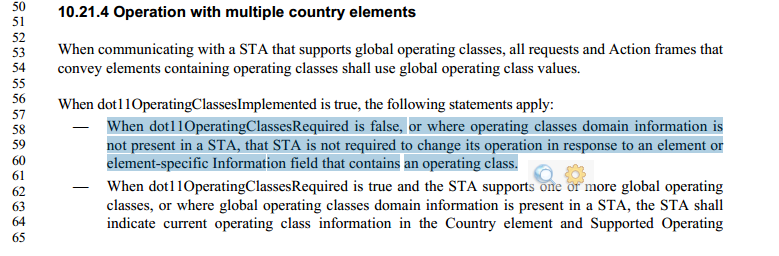 50
51
52
53
54
55
56
57
58
59
60
61
62
63
64
65
10.21.4 Operation with multiple country elements
When communicating with a STA that supports global operating classes, all requests and Action frames that
convey elements containing operating classes shall use global operating class values.
When dot11OperatingClassesImplemented is true, the following statements apply:
— When dot11OperatingClassesRequired is false, or where operating classes domain information is
not present in a STA, that STA is not required to change its operation in response to an element or
element-specific Information field that contains an operating class.
— When dot11OperatingClassesRequired is true and the STA supports one or more global operating
classes, or where global operating classes domain information is present in a STA, the STA shall
indicate current operating class information in the Country element and Supported Operating